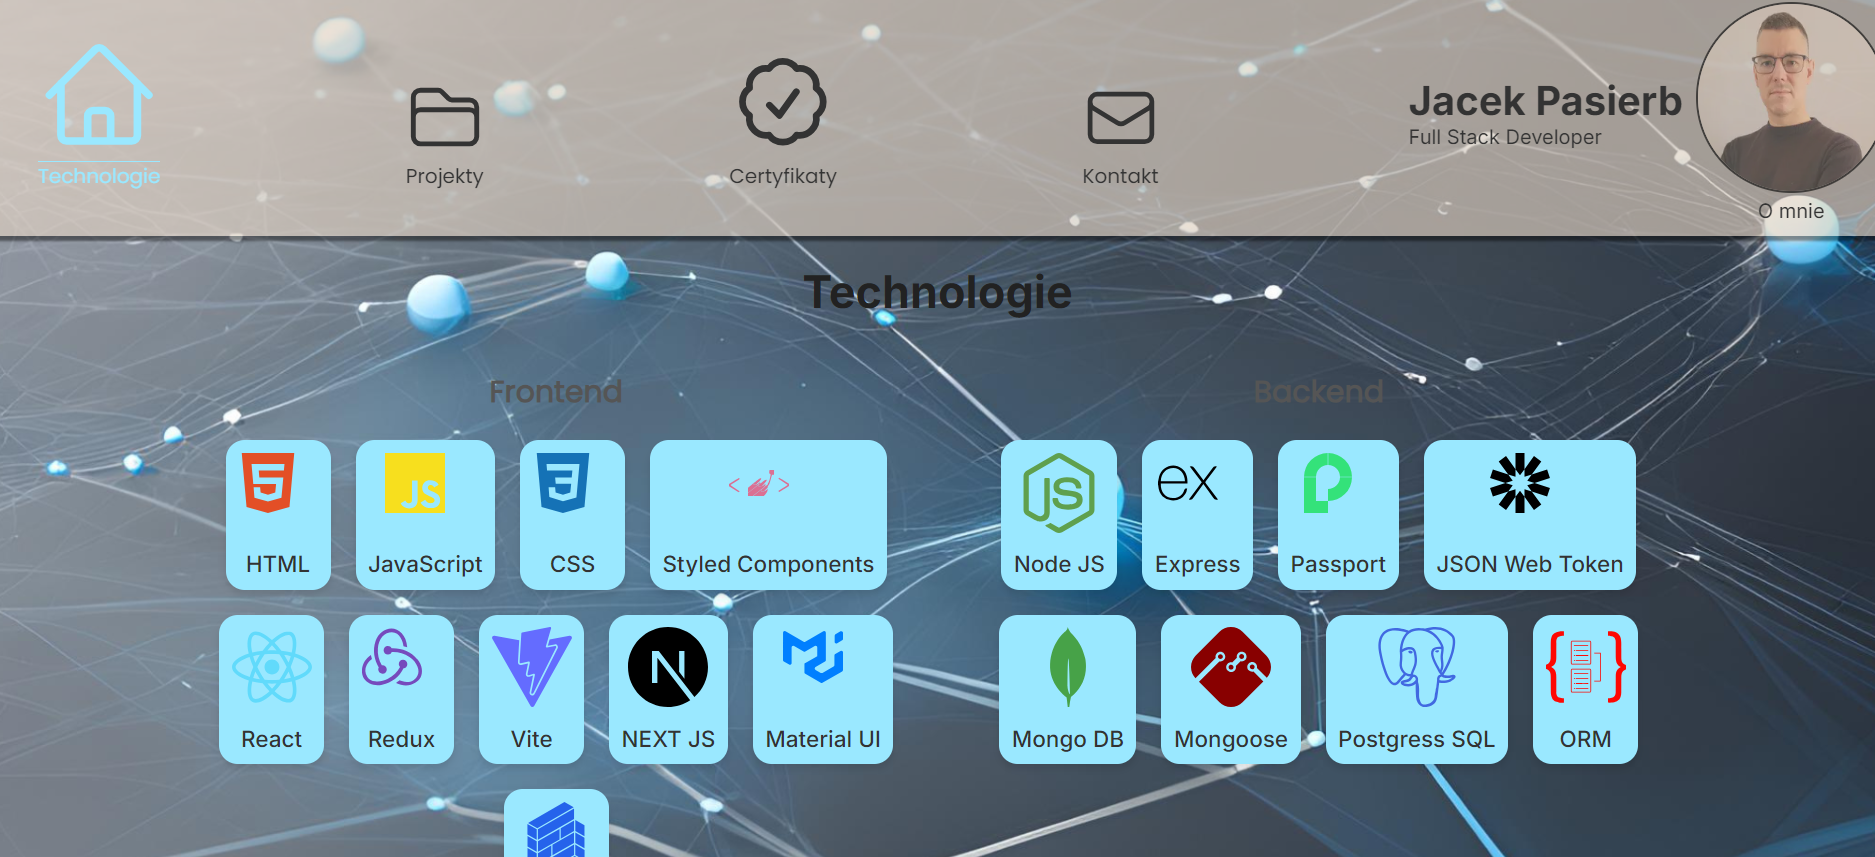 Technologie
Projekty
Certyfikaty
Kontakt
Jacek Pasierb
Full Stack Developer
O mnie
Technologie
Frontend
Backend
JS
JS
ex
HTML
JavaScript
CSS
Styled Components
Node JS
Express
Passport
JSON Web Token
N
React
Redux
Vite
NEXT JS
Material UI
Mongo DB
Mongoose
Postgress SQL
ORM